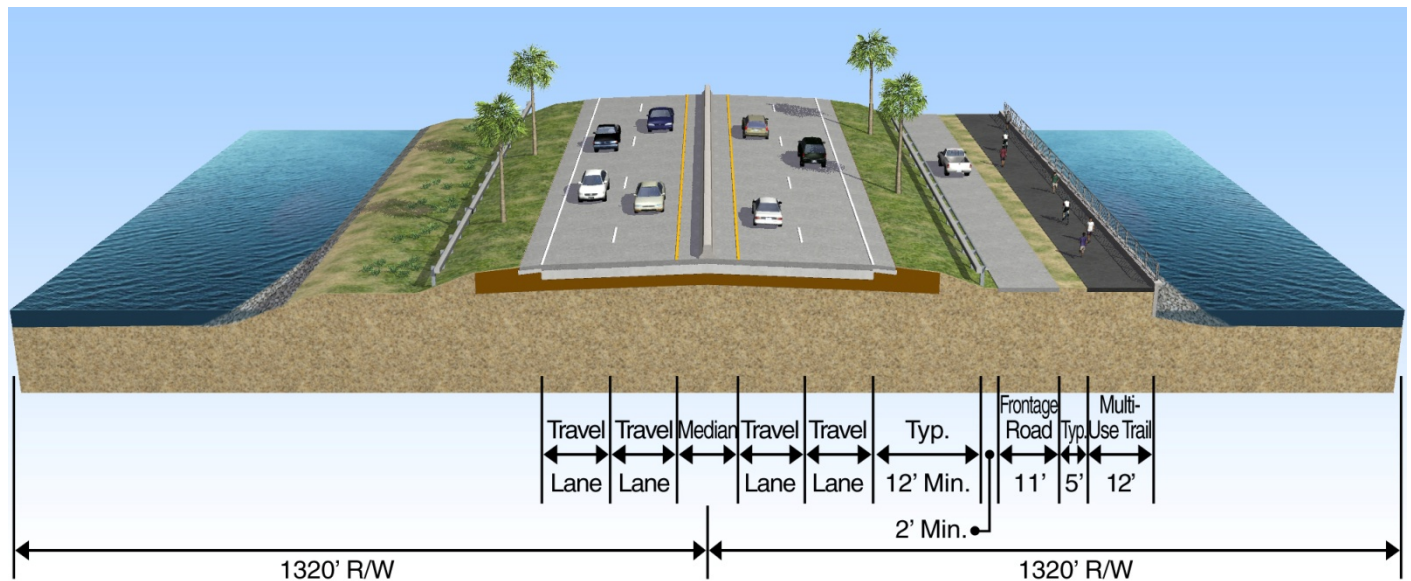 Travel
Lane
Travel
Lane
Median
Travel
Lane
Travel
Lane
Typ.
12’ Min.
2’ Min.
Frontage
Road
11’
Typ.
5’
Multi-
Use Trail
12’
1320’ R/W
1320’ R/W